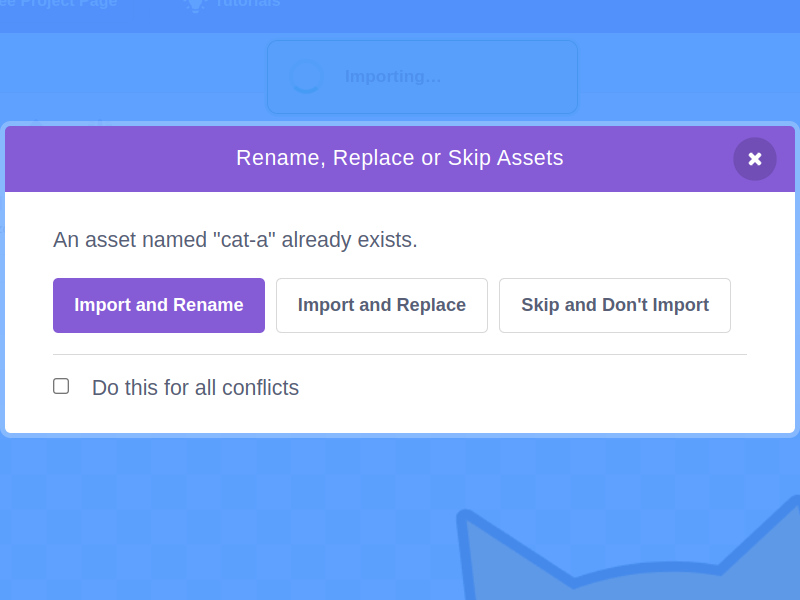 ee Project Page
Tutorials
Importing…
Rename, Replace or Skip Assets
An asset named "cat-a" already exists.
Import and Rename
Import and Replace
Skip and Don't Import
Do this for all conflicts